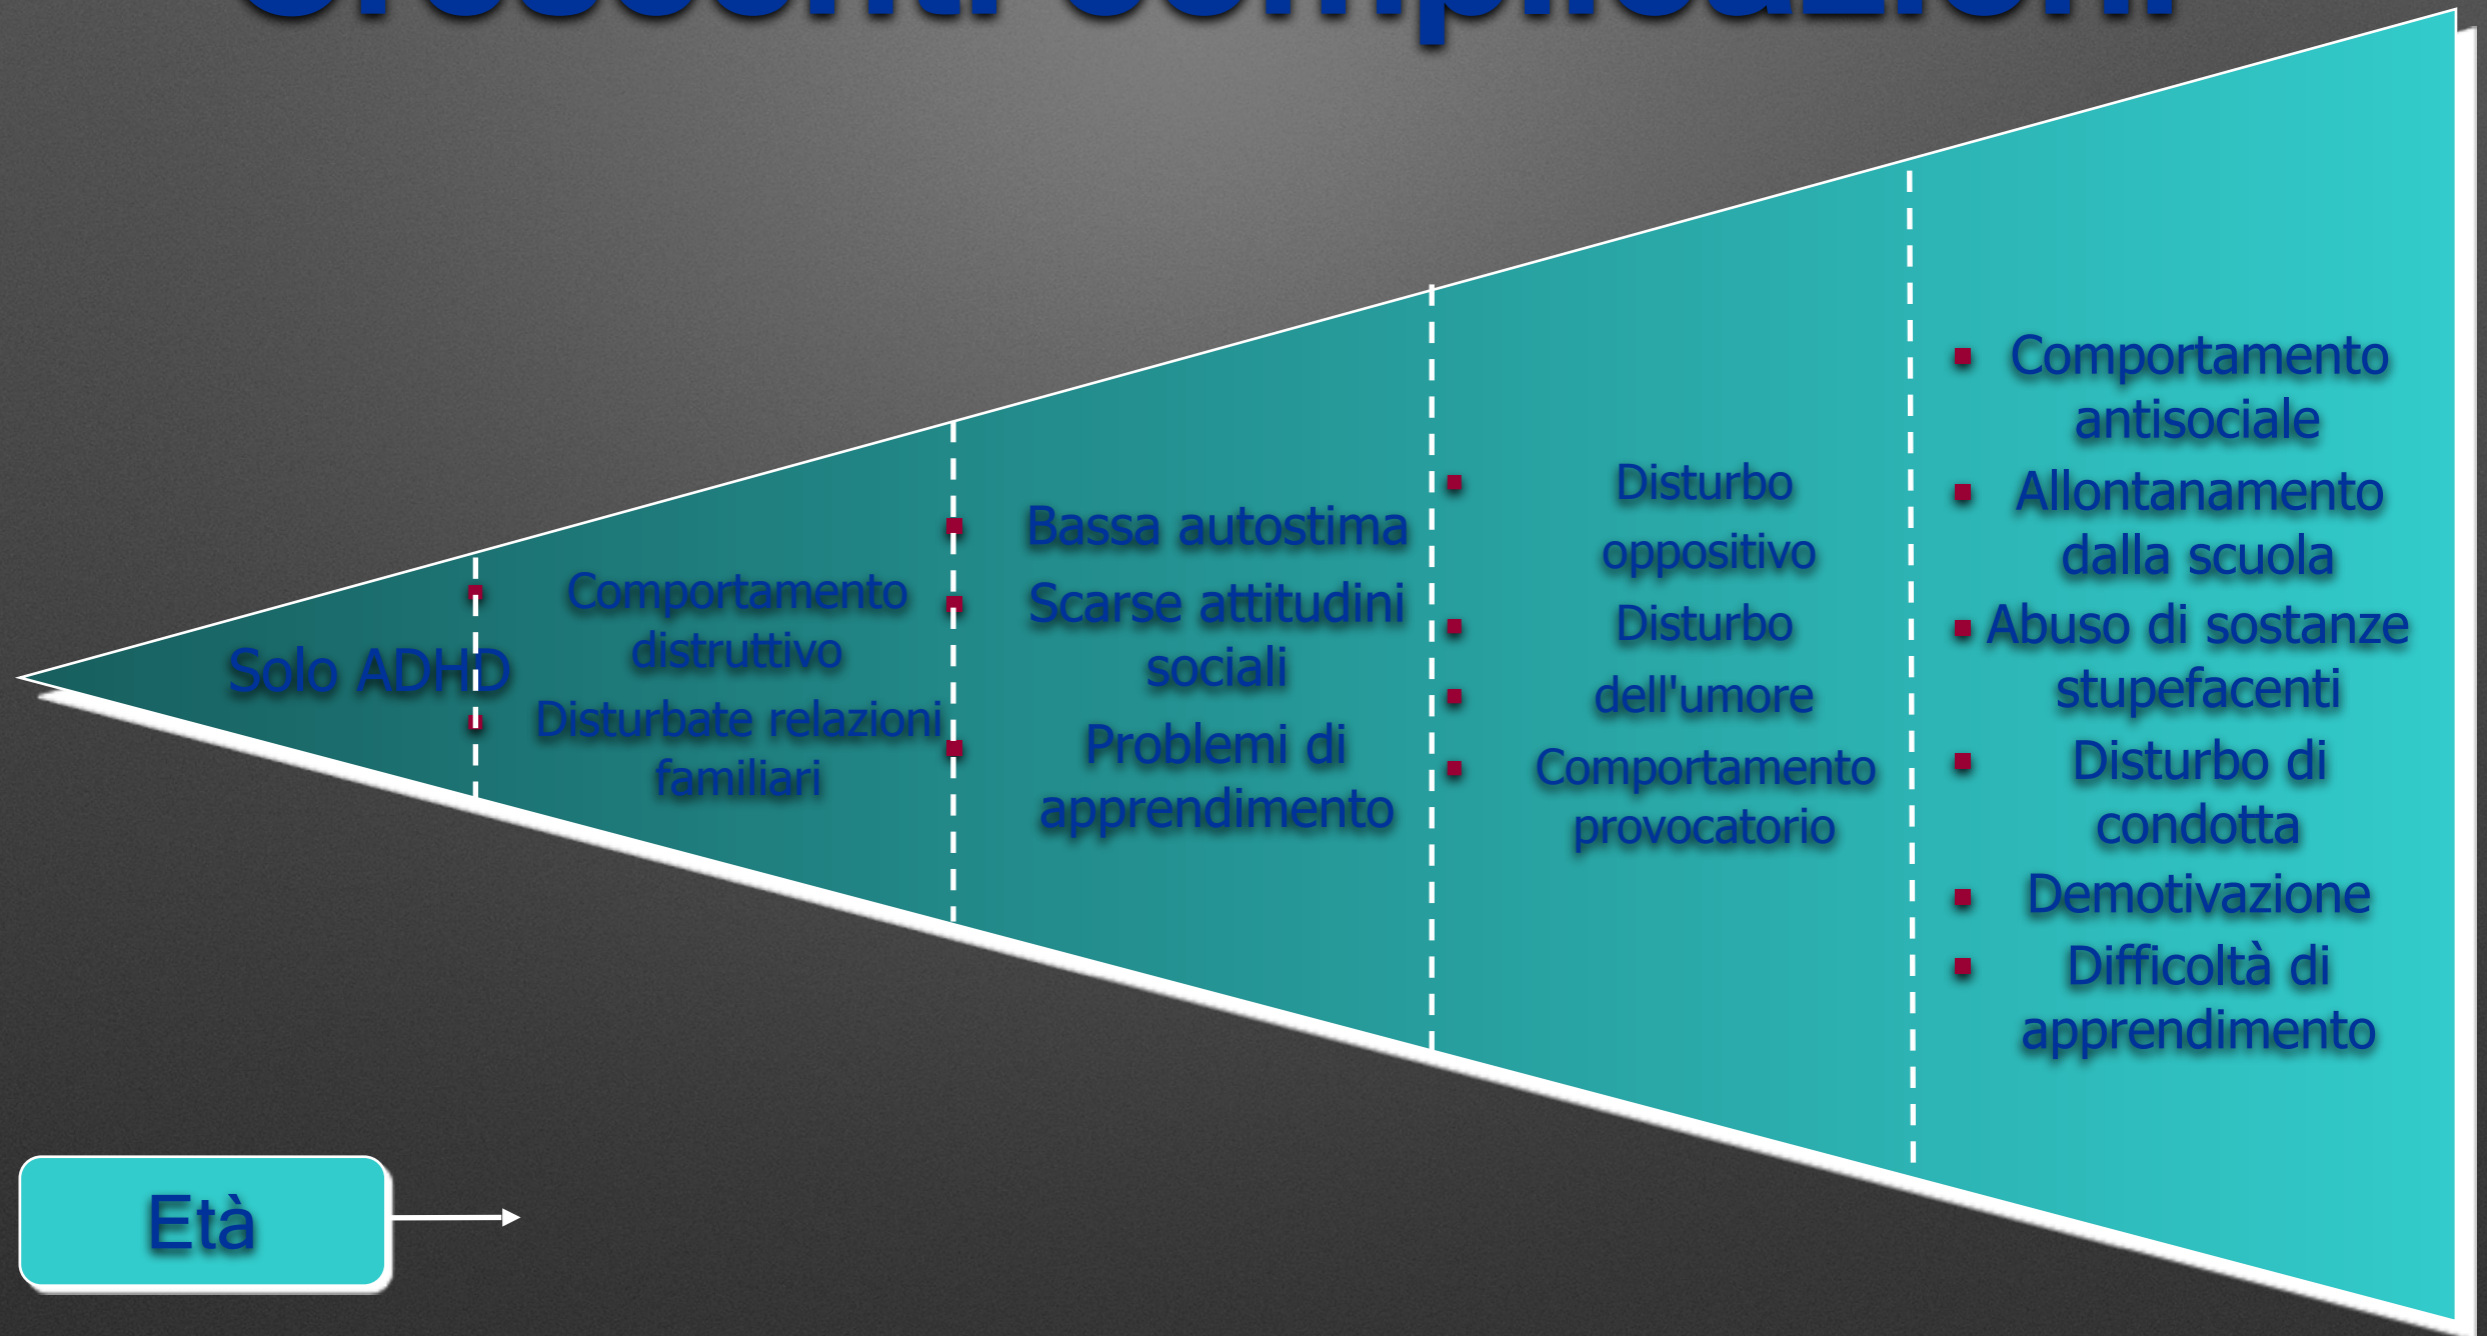 Crescenti complicazioni
Solo ADHD
Comportamento
distruttivo
Disturbate relazioni
familiari
Bassa autostima
Scarse attitudini
sociali
Problemi di
apprendimento
Disturbo
oppositivo
Disturbo
dell'umore
Comportamento
provocatorio
Comportamento
antisociale
Allontanamento
dalla scuola
Abuso di sostanze
stupefacenti
Disturbo di
condotta
Demotivazione
Difficoltà di
apprendimento
Età